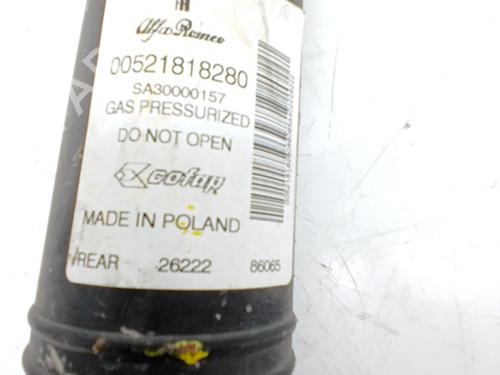 Alfa Romeo
00521818280
SA30000157
GAS PRESSURIZED
DO NOT OPEN
cofap
MADE IN POLAND
REAR 26222 86065